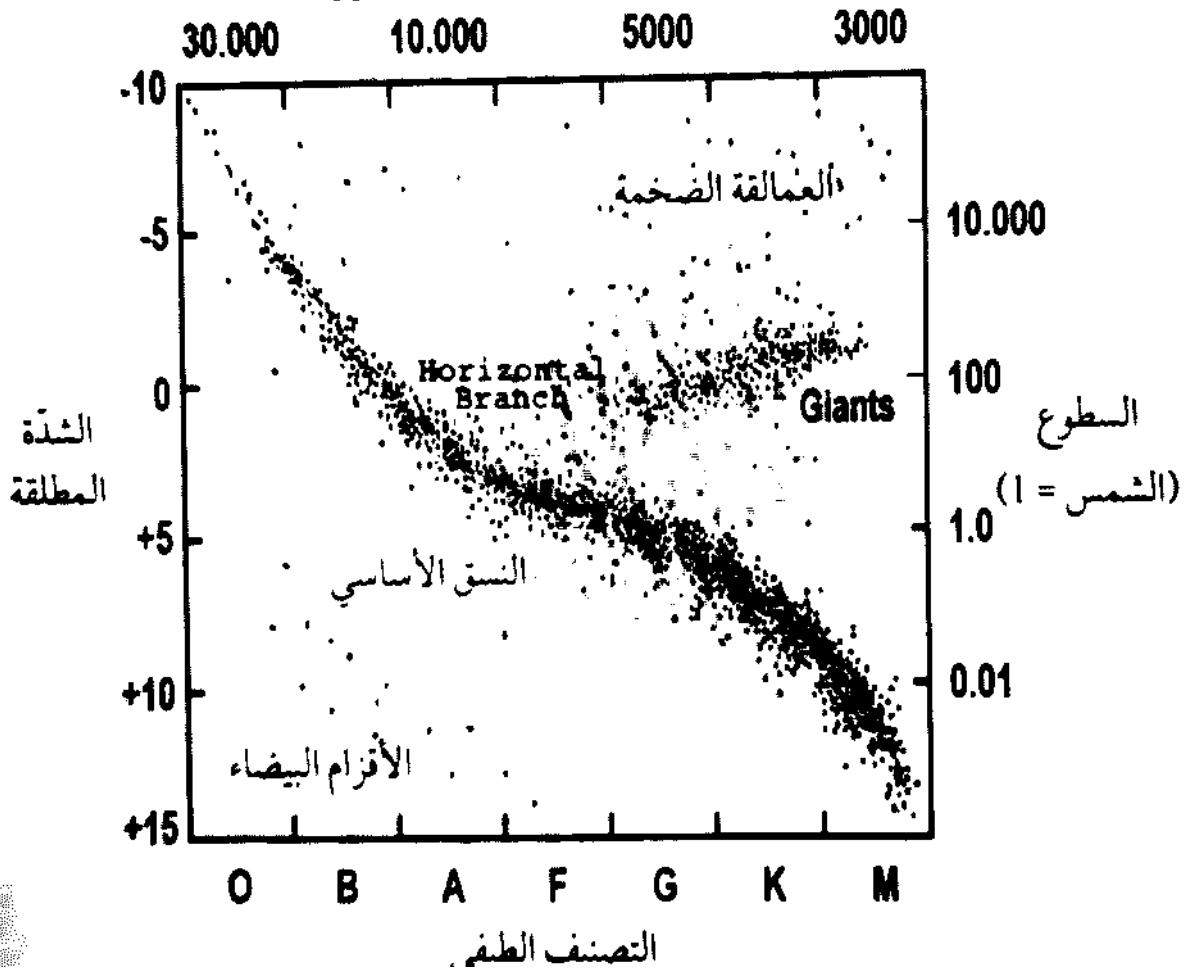 30.000 10.000 5000 3000
-10
العمالقة الضخمة
-5
10.000
Horizontal
Branch
0
100
Giants
الشدّة
المطلقة
السطوع
(الشمس = 1)
+5
1.0
النسق الأساسي
+10
0.01
الأقزام البيضاء
+15
O B A F G K M
التصنيف الطيفي